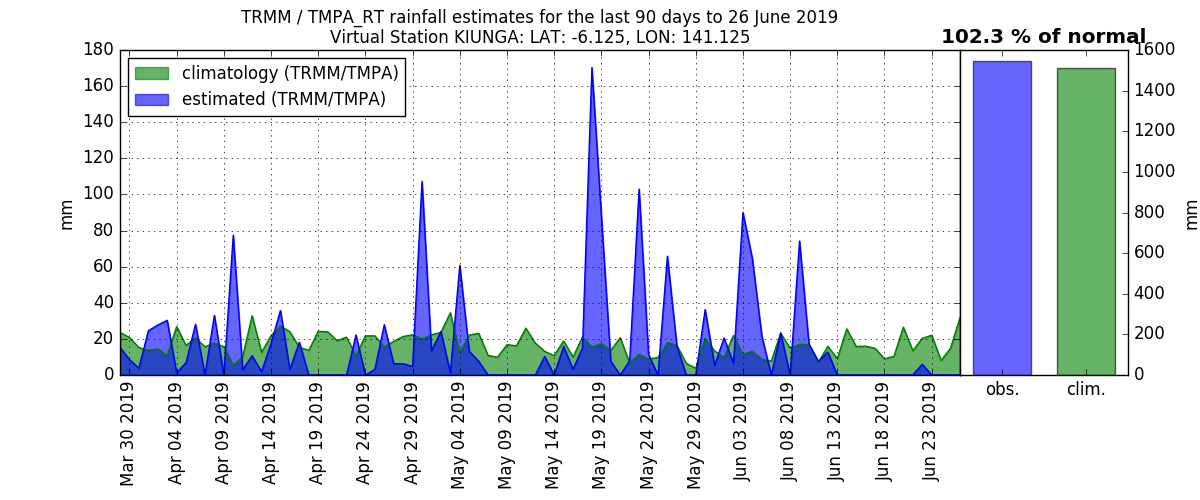 TRMM / TMPA_RT rainfall estimates for the last 90 days to 26 June 2019
Virtual Station KIUNGA: LAT: -6.125, LON: 141.125
102.3 % of normal
climatology (TRMM/TMPA)
estimated (TRMM/TMPA)
mm
180
160
140
120
100
80
60
40
20
0
Mar 30 2019
Apr 04 2019
Apr 09 2019
Apr 14 2019
Apr 19 2019
Apr 24 2019
Apr 29 2019
May 04 2019
May 09 2019
May 14 2019
May 19 2019
May 24 2019
May 29 2019
Jun 03 2019
Jun 08 2019
Jun 13 2019
Jun 18 2019
Jun 23 2019
obs.
clim.
1600
1400
1200
1000
800
600
400
200
0
mm